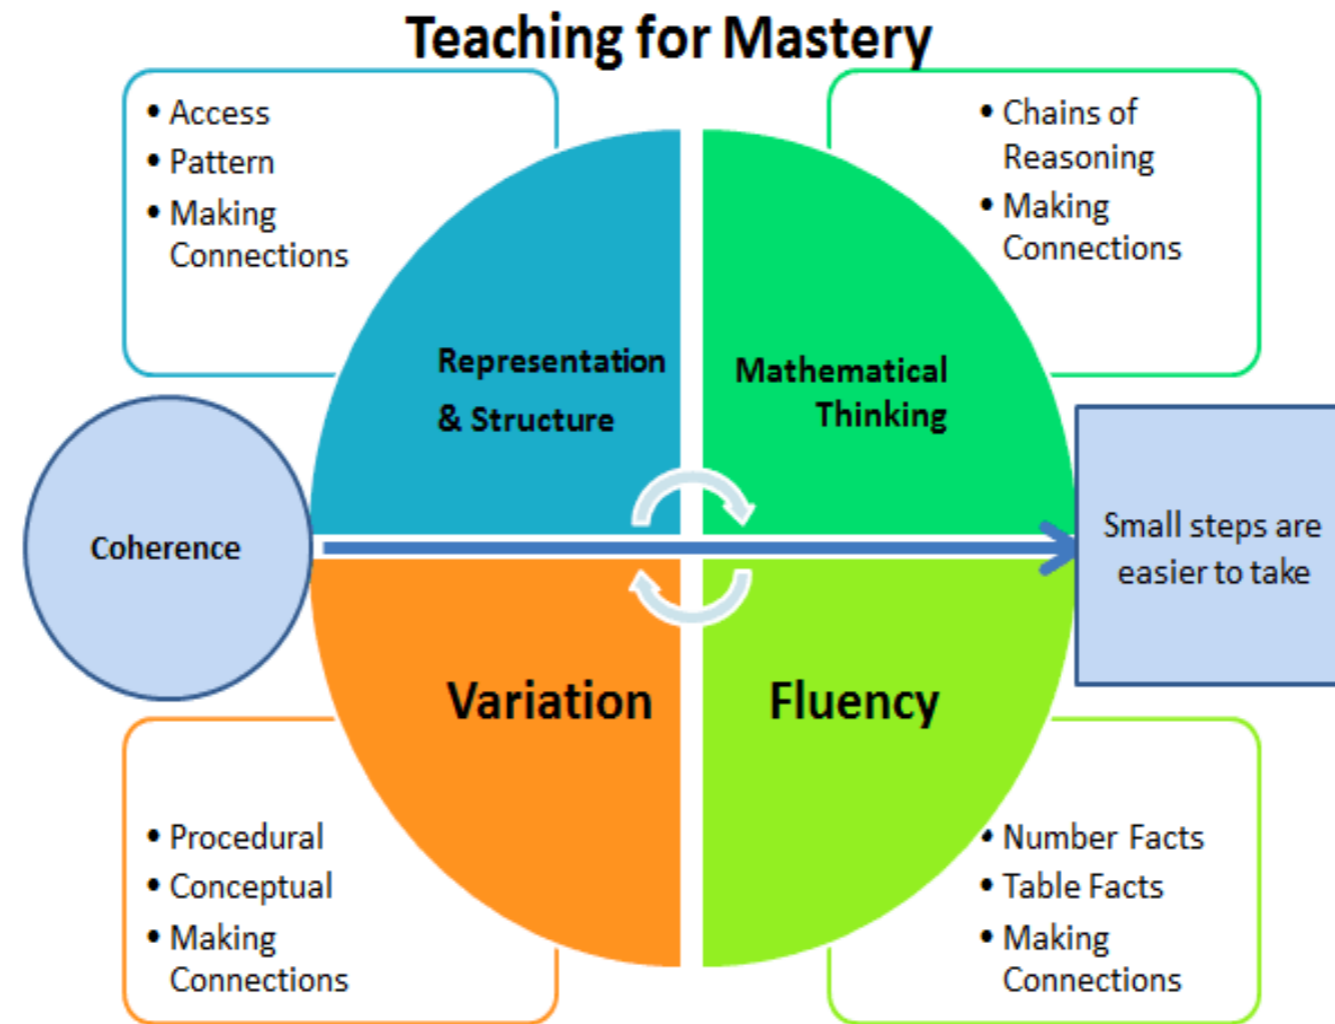 Teaching for Mastery
• Access
• Pattern
• Making
Connections
• Chains of
Reasoning
• Making
Connections
Representation
& Structure
Mathematical
Thinking
Coherence
Small steps are
easier to take
Variation
Fluency
• Procedural
• Conceptual
• Making
Connections
• Number Facts
• Table Facts
• Making
Connections